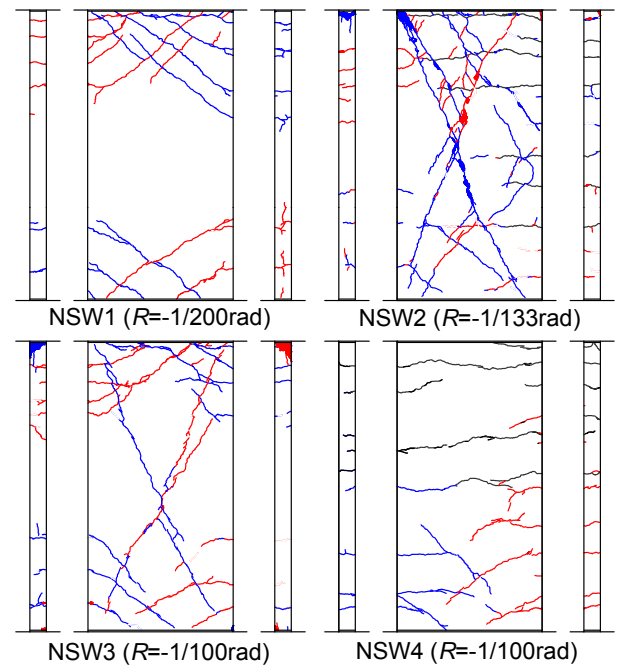 NSW1 (R=-1/200rad)
NSW2 (R=-1/133rad)
NSW3 (R=-1/100rad)
NSW4 (R=-1/100rad)